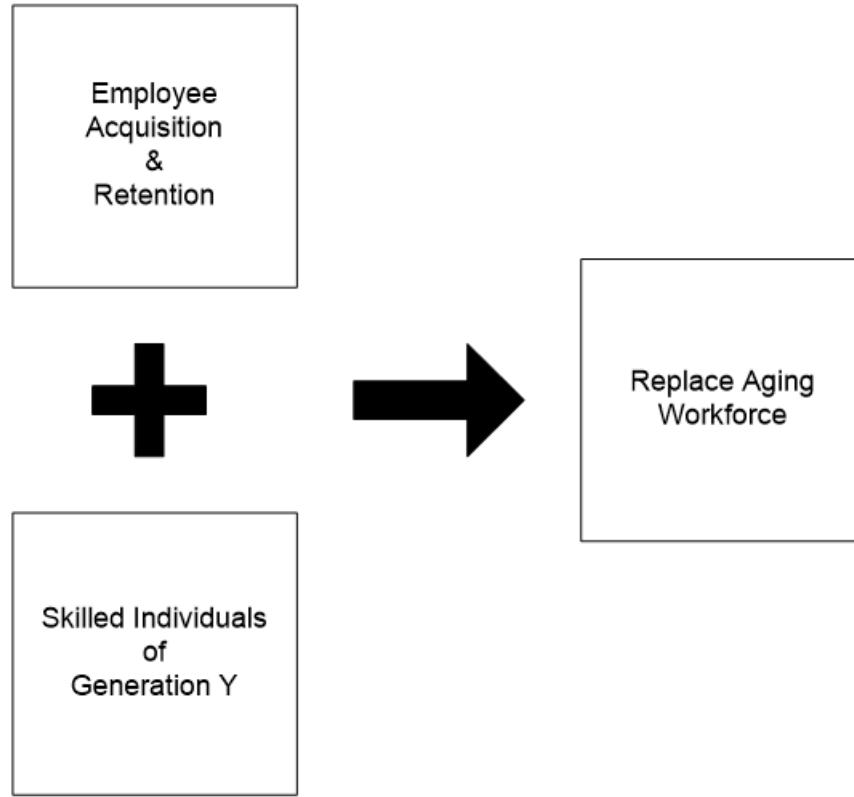 Employee
Acquisition
&
Retention
Replace Aging
Workforce
Skilled Individuals
of
Generation Y